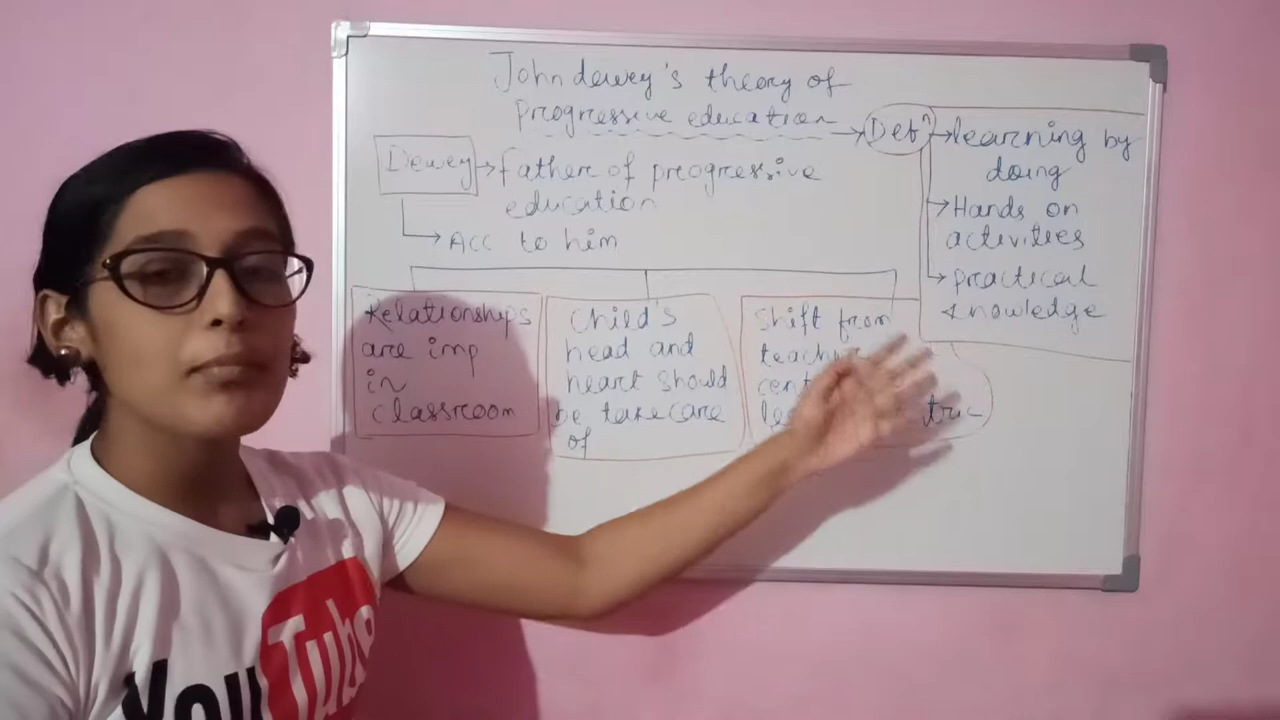 John dewey's theory of
progressive education
Defn
learning by
doing
Hands on
activities
practical
knowledge
Dewey
father of progressive
education
Acc to him
Relationships
are imp
in
classroom
child's
head and
heart should
be take care
of
shift from
tric
YouTube